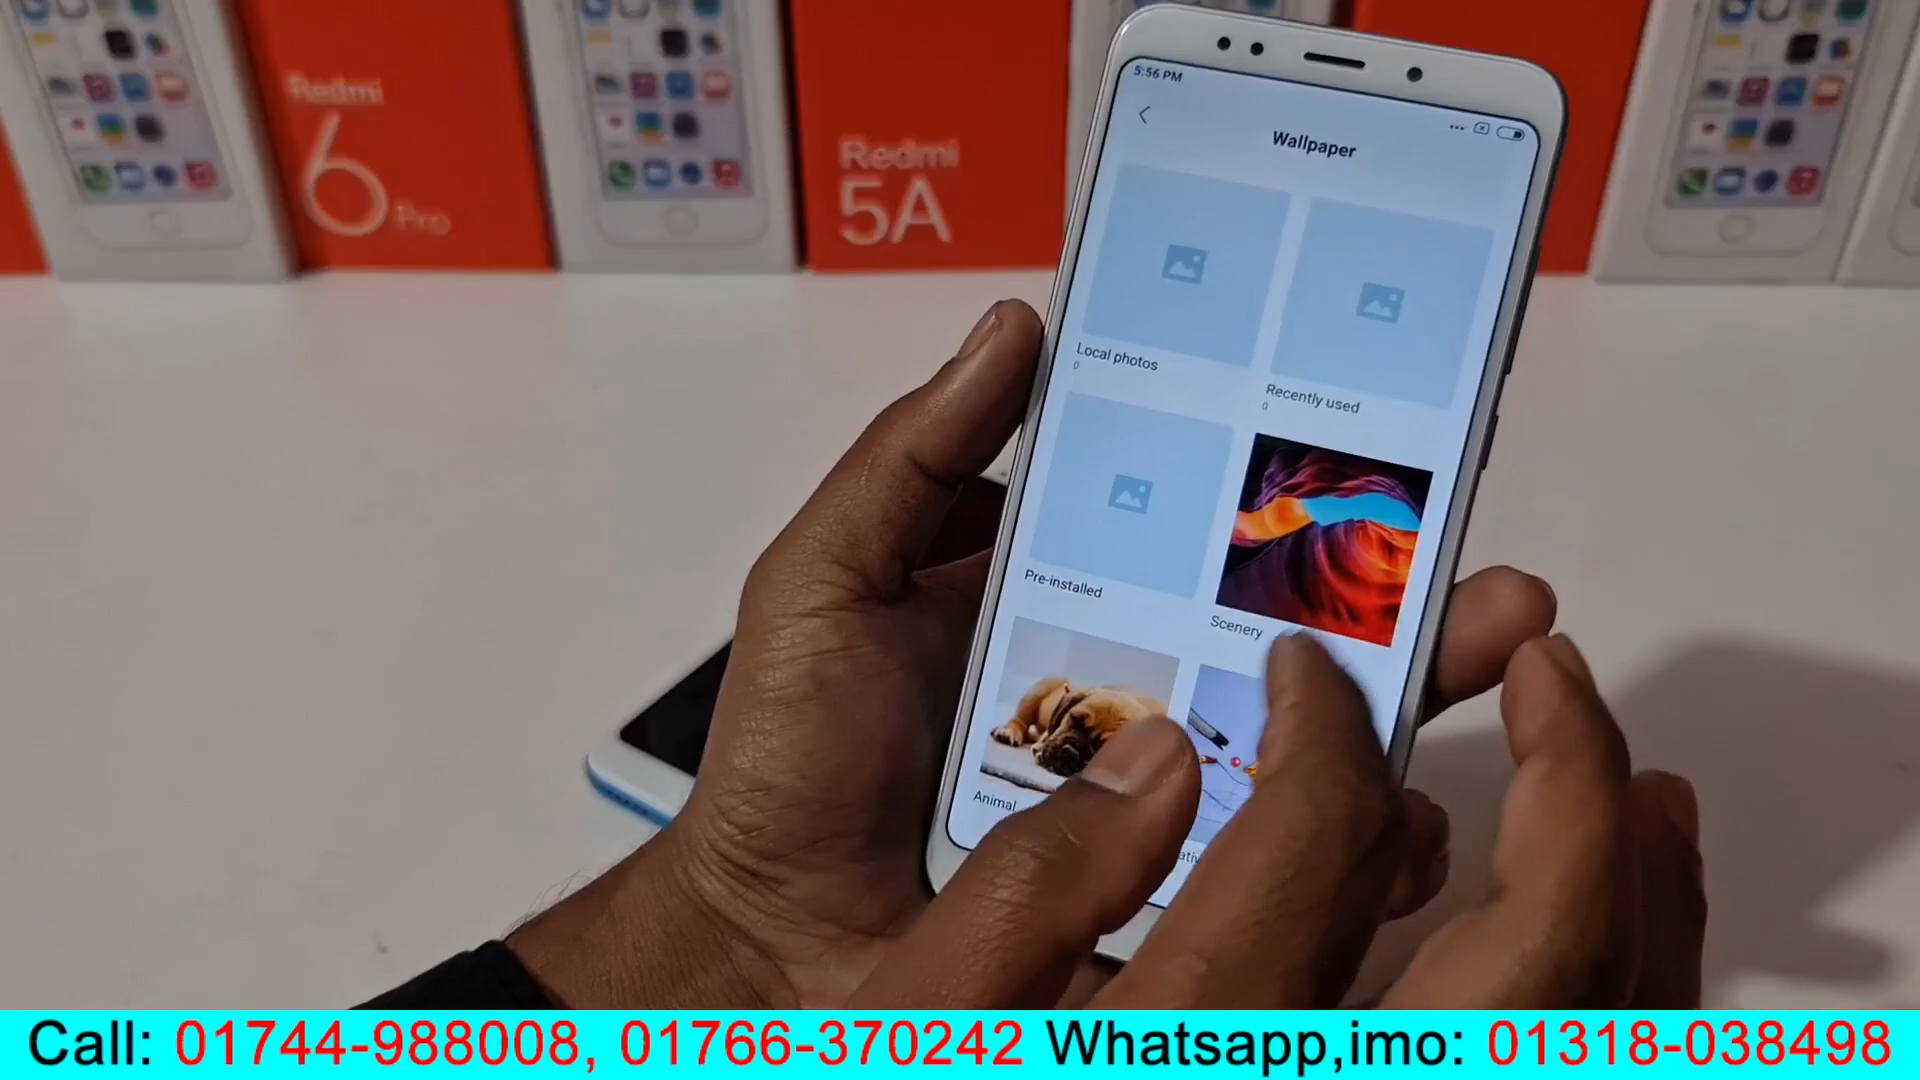 Redmi
6 Pro
Redmi
5A
5:56 PM
Wallpaper
Local photos
0
Recently used
0
Pre-installed
Scenery
Animal
Call: 01744-988008, 01766-370242 Whatsapp,imo: 01318-038498